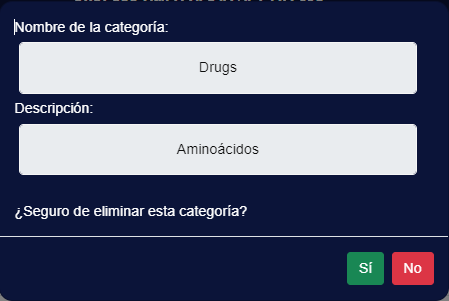 Nombre de la categoría:
Drugs
Descripción:
Aminoácidos
¿Seguro de eliminar esta categoría?
Sí No